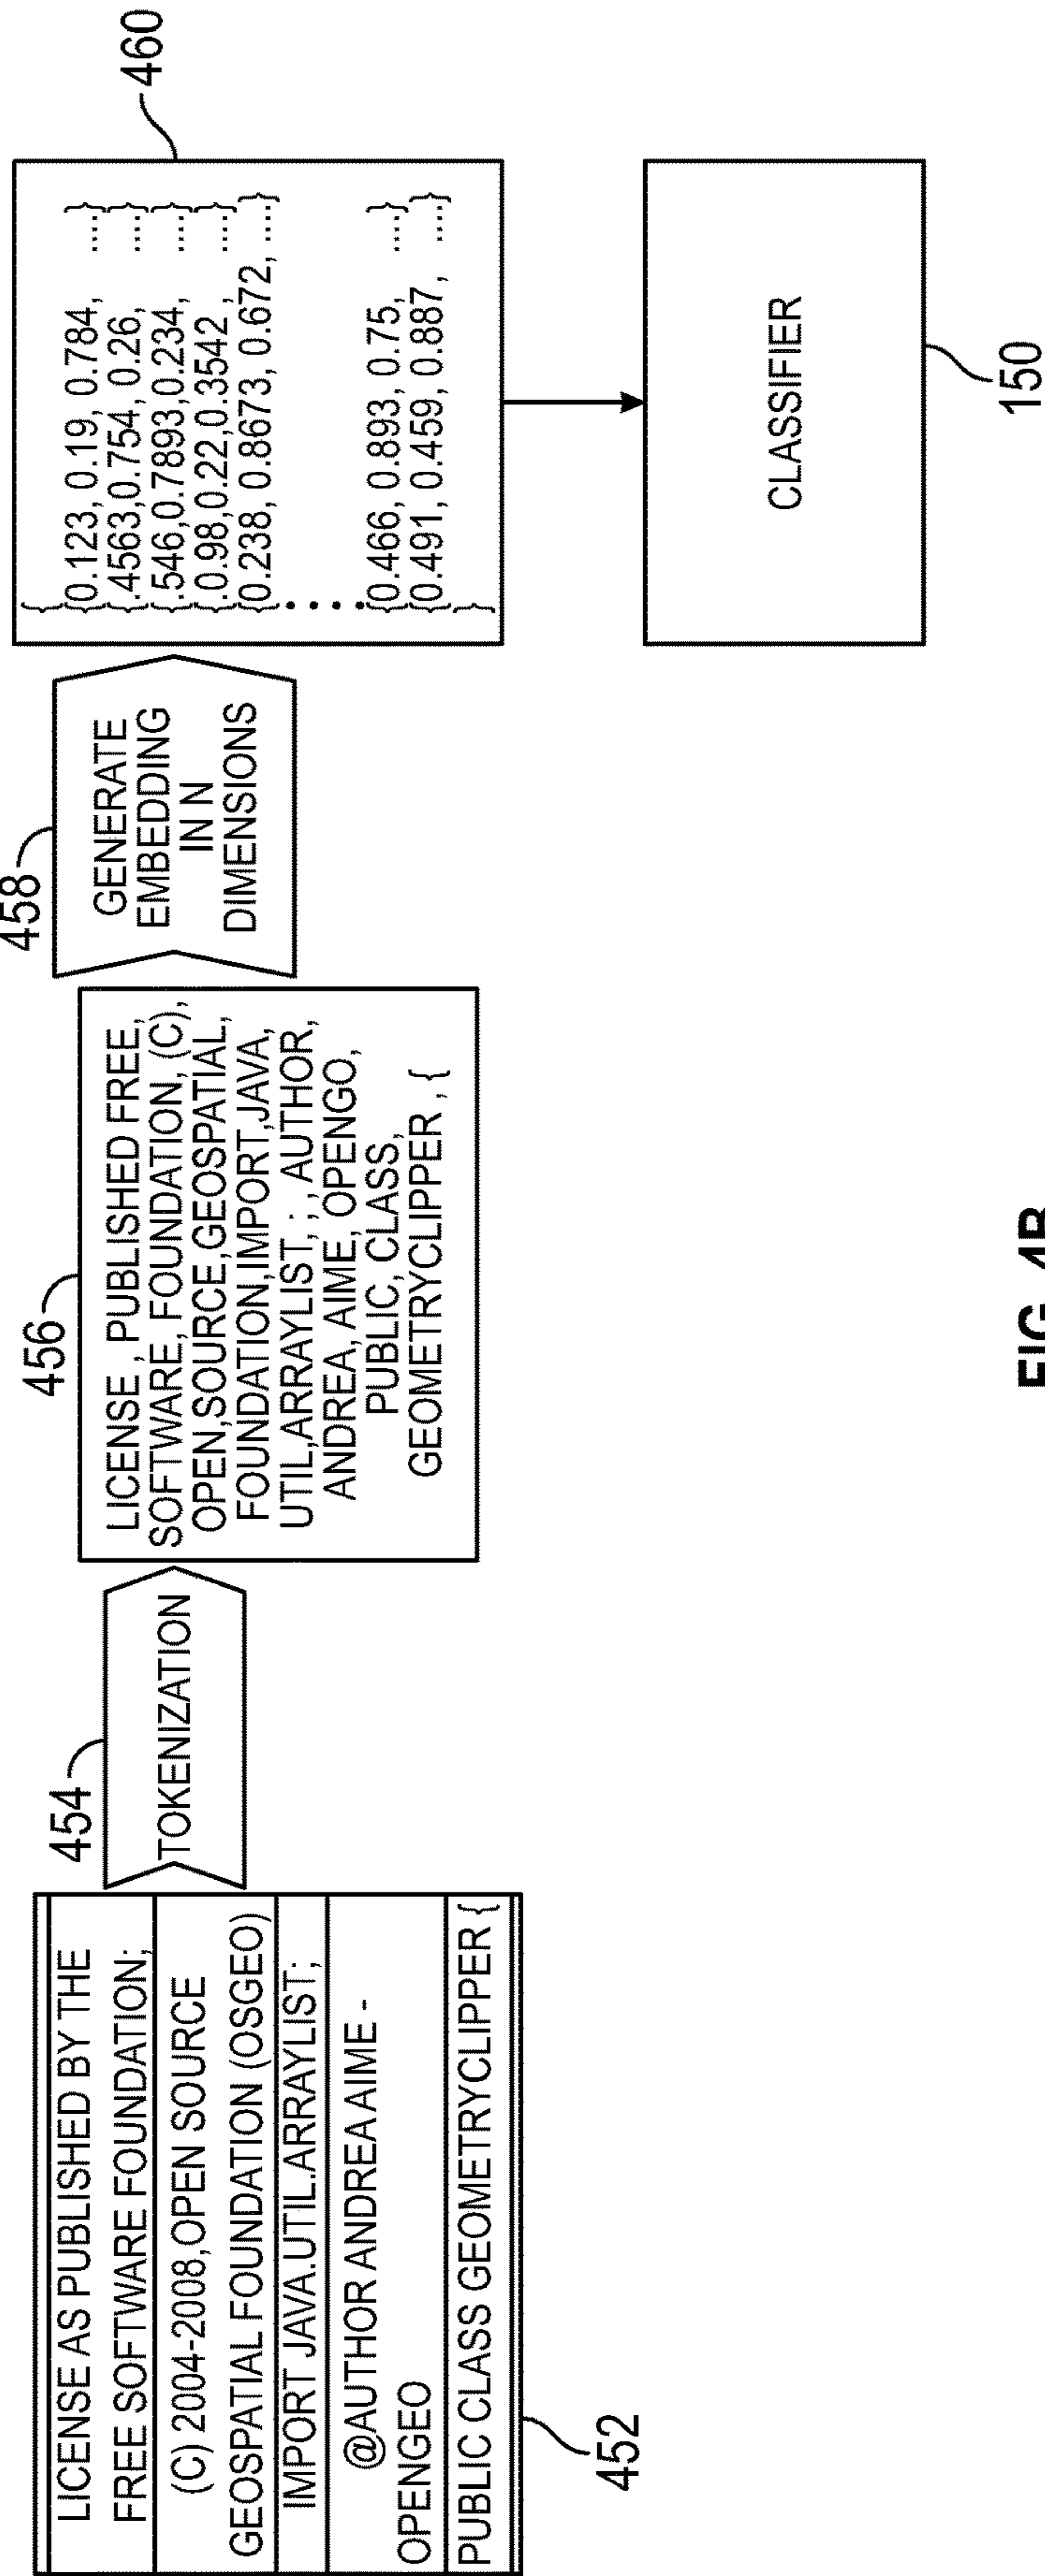 LICENSE AS PUBLISHED BY THE
FREE SOFTWARE FOUNDATION;
(C) 2004-2008,OPEN SOURCE
GEOSPATIAL FOUNDATION (OSGEO)
IMPORT JAVA.UTIL.ARRAYLIST;
@AUTHOR ANDREA AIME -
OPENGEO
PUBLIC CLASS GEOMETRYCLIPPER {
452
454
TOKENIZATION
456
LICENSE , PUBLISHED FREE,
SOFTWARE, FOUNDATION, (C),
OPEN,SOURCE,GEOSPATIAL,
FOUNDATION,IMPORT,JAVA,
UTIL,ARRAYLIST, ; , AUTHOR,
ANDREA, AIME, OPENGO,
PUBLIC, CLASS,
GEOMETRYCLIPPER , {
458
GENERATE
EMBEDDING
IN N
DIMENSIONS
460
{
{0.123, 0.19, 0.784, ....}
{.4563,0.754, 0.26, ....}
{.546,0.7893,0.234, ....}
{.0.98,0.22,0.3542, ....}
{0.238, 0.8673, 0.672, ....}
....
{0.466, 0.893, 0.75, ....}
{0.491, 0.459, 0.887, ....}
}
CLASSIFIER
150
FIG. 4B